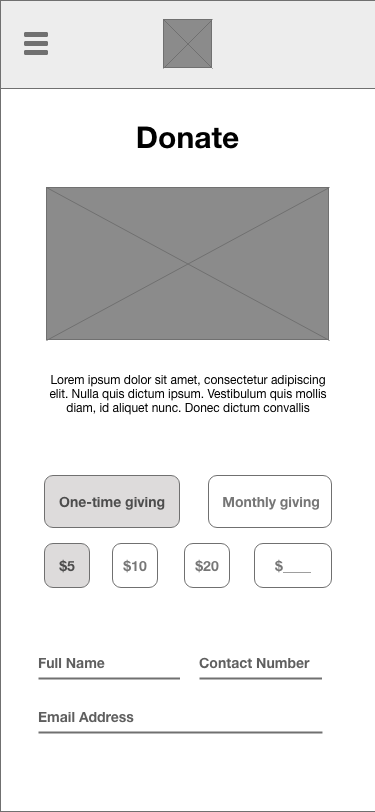 Donate
Lorem ipsum dolor sit amet, consectetur adipiscing
elit. Nulla quis dictum ipsum. Vestibulum quis mollis
diam, id aliquet nunc. Donec dictum convallis
One-time giving
Monthly giving
$5
$10
$20
$____
Full Name
Contact Number
Email Address